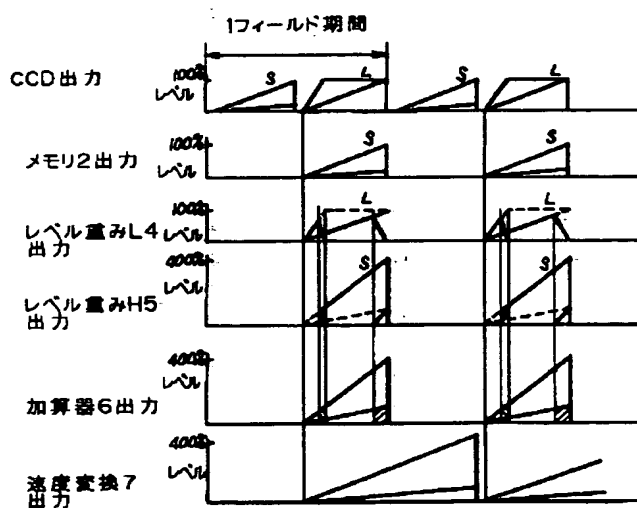 1フィールド期間
CCD出力
100%
レベル
S
L
S
L
メモリ2出力
100%
レベル
S
S
レベル重みL4
出力
100%
レベル
L
L
レベル重みH5
出力
400%
レベル
S
S
加算器6出力
400%
レベル
速度変換7
出力
400%
レベル